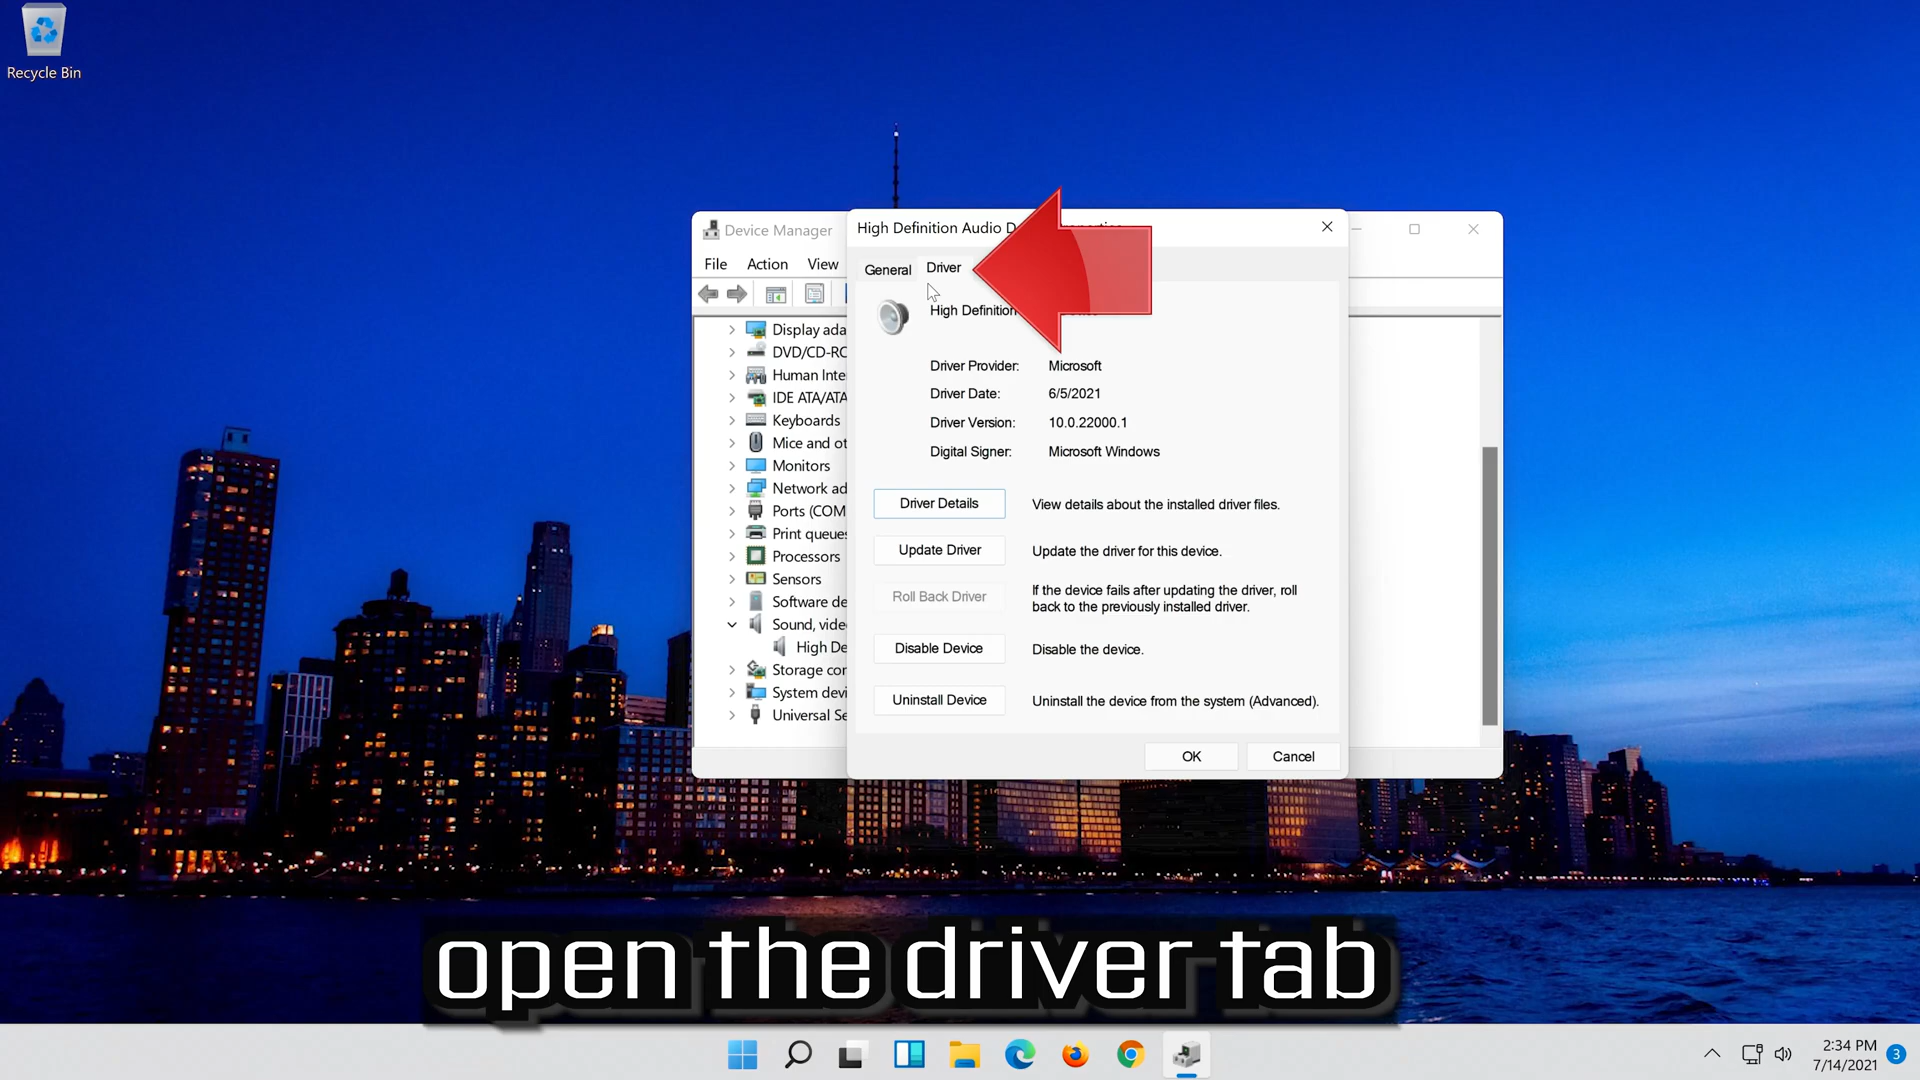 Recycle Bin
Device Manager
File Action View
Display ada
DVD/CD-RO
Human Inte
IDE ATA/ATA
Keyboards
Mice and ot
Monitors
Network ad
Ports (COM
Print queues
Processors
Sensors
Software de
Sound, vide
High De
Storage con
System devi
Universal Se
High Definition Audio D
General Driver
High Definition
Driver Provider: Microsoft
Driver Date: 6/5/2021
Driver Version: 10.0.22000.1
Digital Signer: Microsoft Windows
Driver Details View details about the installed driver files.
Update Driver Update the driver for this device.
Roll Back Driver If the device fails after updating the driver, roll
back to the previously installed driver.
Disable Device Disable the device.
Uninstall Device Uninstall the device from the system (Advanced).
OK Cancel
open the driver tab
2:34 PM
7/14/2021
3